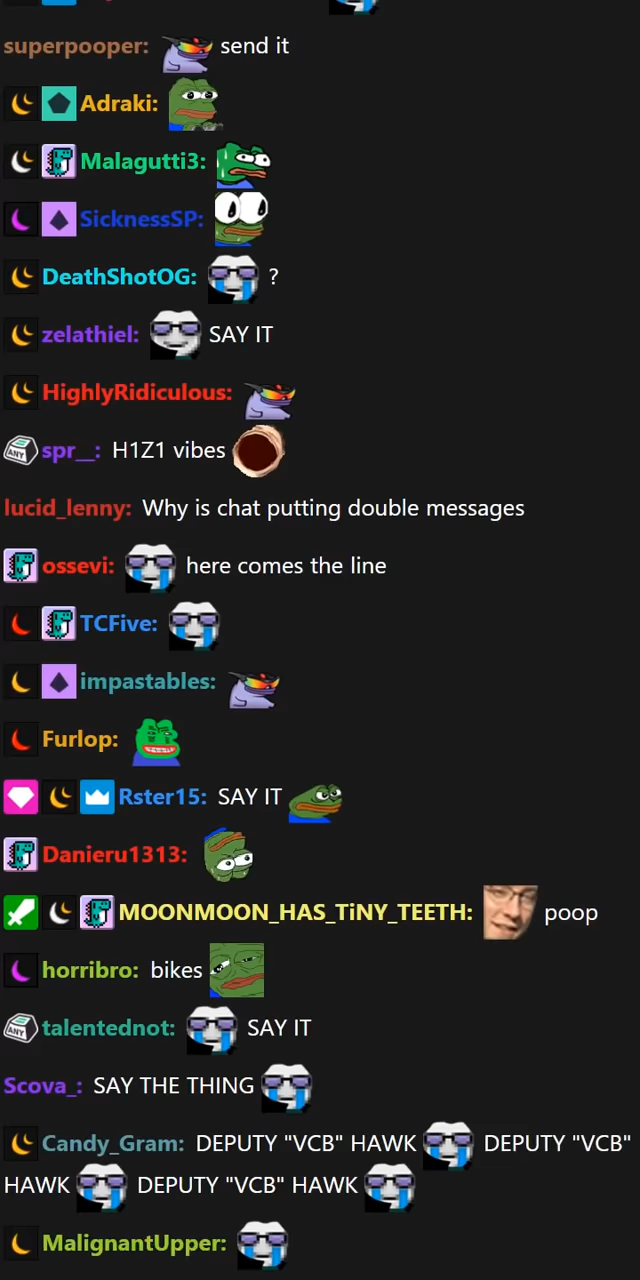 superpooper: send it
Adraki:
Malagutti3:
SicknessSP:
DeathShotOG: ?
zelathiel: SAY IT
HighlyRidiculous:
ANY spr__: H1Z1 vibes
lucid_lenny: Why is chat putting double messages
ossevi: here comes the line
TCFive:
impastables:
Furlop:
Rster15: SAY IT
Danieru1313:
MOONMOON_HAS_TiNY_TEETH: poop
horribro: bikes
ANY talentednot: SAY IT
Scova_: SAY THE THING
Candy_Gram: DEPUTY "VCB" HAWK DEPUTY "VCB"
HAWK DEPUTY "VCB" HAWK
MalignantUpper: